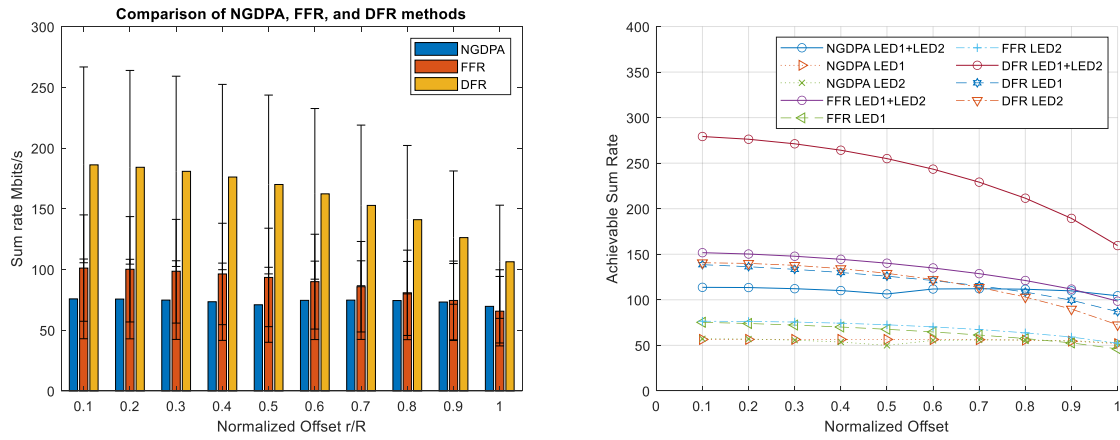 Comparison of NGDPA, FFR, and DFR methods
300
250
200
150
100
50
0
Sum rate Mbits/s
NGDPA
FFR
DFR
0.1 0.2 0.3 0.4 0.5 0.6 0.7 0.8 0.9 1
Normalized Offset r/R
400
350
300
250
200
150
100
50
0
Achievable Sum Rate
NGDPA LED1+LED2
NGDPA LED1
NGDPA LED2
FFR LED1+LED2
FFR LED1
FFR LED2
DFR LED1+LED2
DFR LED1
DFR LED2
0 0.1 0.2 0.3 0.4 0.5 0.6 0.7 0.8 0.9 1
Normalized Offset